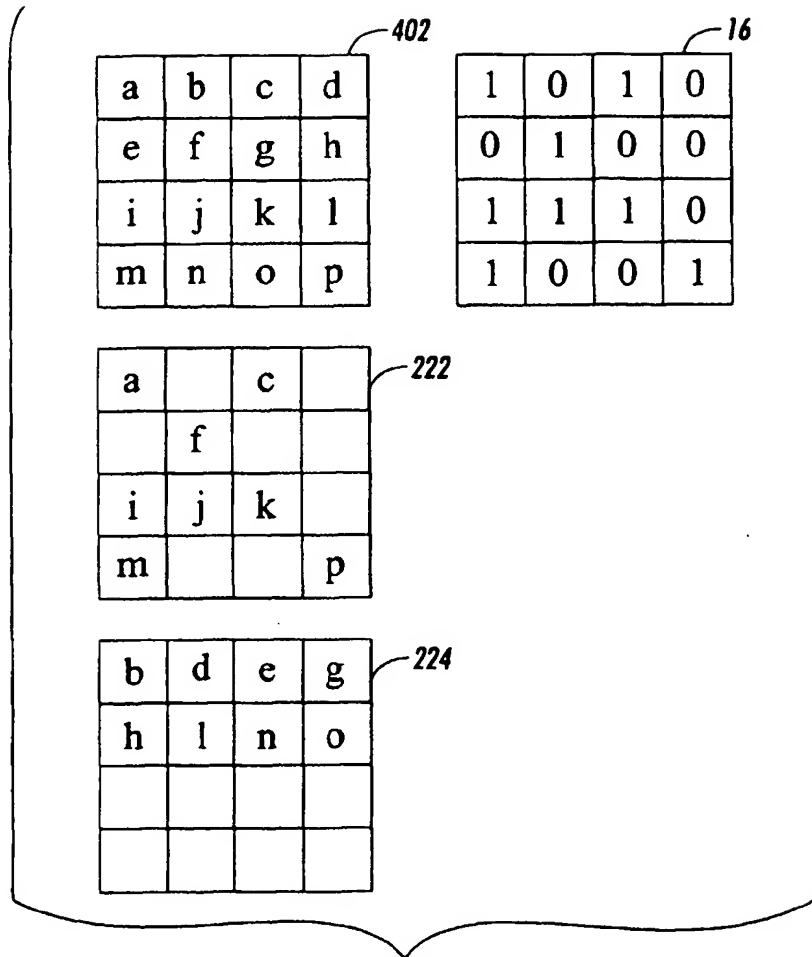 402
a b c d
e f g h
i j k l
m n o p
16
1 0 1 0
0 1 0 0
1 1 1 0
1 0 0 1
222
a c
f
i j k
m p
224
b d e g
h l n o